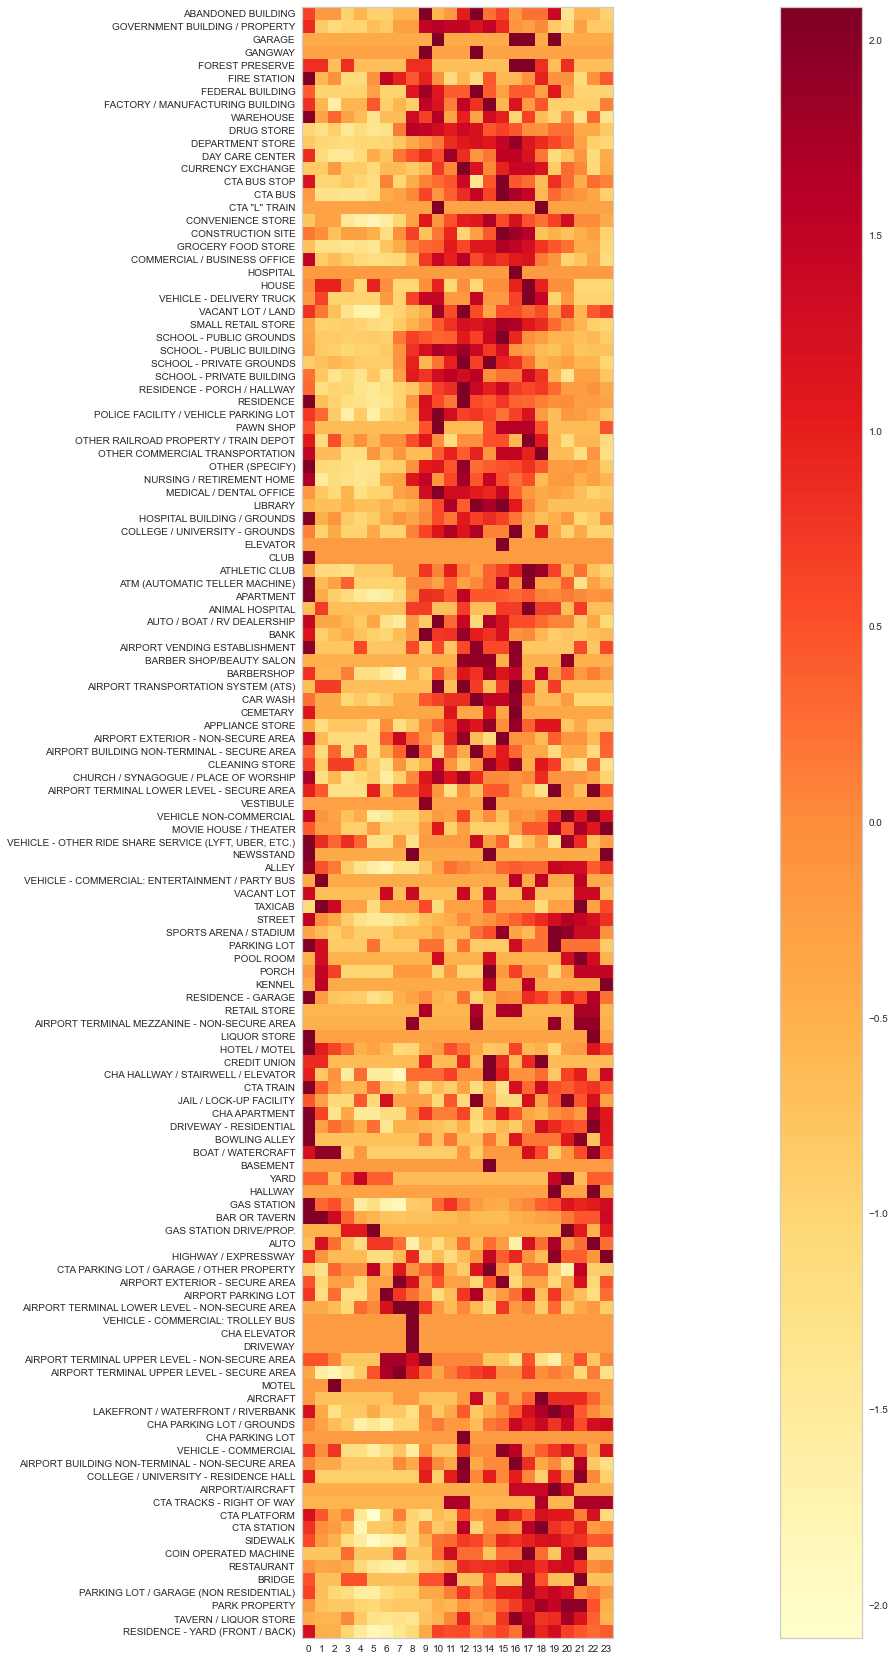 ABANDONED BUILDING
GOVERNMENT BUILDING / PROPERTY
GARAGE
GANGWAY
FOREST PRESERVE
FIRE STATION
FEDERAL BUILDING
FACTORY / MANUFACTURING BUILDING
WAREHOUSE
DRUG STORE
DEPARTMENT STORE
DAY CARE CENTER
CURRENCY EXCHANGE
CTA BUS STOP
CTA BUS
CTA "L" TRAIN
CONVENIENCE STORE
CONSTRUCTION SITE
GROCERY FOOD STORE
COMMERCIAL / BUSINESS OFFICE
HOSPITAL
HOUSE
VEHICLE - DELIVERY TRUCK
VACANT LOT / LAND
SMALL RETAIL STORE
SCHOOL - PUBLIC GROUNDS
SCHOOL - PUBLIC BUILDING
SCHOOL - PRIVATE GROUNDS
SCHOOL - PRIVATE BUILDING
RESIDENCE - PORCH / HALLWAY
RESIDENCE
POLICE FACILITY / VEHICLE PARKING LOT
PAWN SHOP
OTHER RAILROAD PROPERTY / TRAIN DEPOT
OTHER COMMERCIAL TRANSPORTATION
OTHER (SPECIFY)
NURSING / RETIREMENT HOME
MEDICAL / DENTAL OFFICE
LIBRARY
HOSPITAL BUILDING / GROUNDS
COLLEGE / UNIVERSITY - GROUNDS
ELEVATOR
CLUB
ATHLETIC CLUB
ATM (AUTOMATIC TELLER MACHINE)
APARTMENT
ANIMAL HOSPITAL
AUTO / BOAT / RV DEALERSHIP
BANK
AIRPORT VENDING ESTABLISHMENT
BARBER SHOP/BEAUTY SALON
BARBERSHOP
AIRPORT TRANSPORTATION SYSTEM (ATS)
CAR WASH
CEMETARY
APPLIANCE STORE
AIRPORT EXTERIOR - NON-SECURE AREA
AIRPORT BUILDING NON-TERMINAL - SECURE AREA
CLEANING STORE
CHURCH / SYNAGOGUE / PLACE OF WORSHIP
AIRPORT TERMINAL LOWER LEVEL - SECURE AREA
VESTIBULE
VEHICLE NON-COMMERCIAL
MOVIE HOUSE / THEATER
VEHICLE - OTHER RIDE SHARE SERVICE (LYFT, UBER, ETC.)
NEWSSTAND
ALLEY
VEHICLE - COMMERCIAL: ENTERTAINMENT / PARTY BUS
VACANT LOT
TAXICAB
STREET
SPORTS ARENA / STADIUM
PARKING LOT
POOL ROOM
PORCH
KENNEL
RESIDENCE - GARAGE
RETAIL STORE
AIRPORT TERMINAL MEZZANINE - NON-SECURE AREA
LIQUOR STORE
HOTEL / MOTEL
CREDIT UNION
CHA HALLWAY / STAIRWELL / ELEVATOR
CTA TRAIN
JAIL / LOCK-UP FACILITY
CHA APARTMENT
DRIVEWAY - RESIDENTIAL
BOWLING ALLEY
BOAT / WATERCRAFT
BASEMENT
YARD
HALLWAY
GAS STATION
BAR OR TAVERN
GAS STATION DRIVE/PROP.
AUTO
HIGHWAY / EXPRESSWAY
CTA PARKING LOT / GARAGE / OTHER PROPERTY
AIRPORT EXTERIOR - SECURE AREA
AIRPORT PARKING LOT
AIRPORT TERMINAL LOWER LEVEL - NON-SECURE AREA
VEHICLE - COMMERCIAL: TROLLEY BUS
CHA ELEVATOR
DRIVEWAY
AIRPORT TERMINAL UPPER LEVEL - NON-SECURE AREA
AIRPORT TERMINAL UPPER LEVEL - SECURE AREA
MOTEL
AIRCRAFT
LAKEFRONT / WATERFRONT / RIVERBANK
CHA PARKING LOT / GROUNDS
CHA PARKING LOT
VEHICLE - COMMERCIAL
AIRPORT BUILDING NON-TERMINAL - NON-SECURE AREA
COLLEGE / UNIVERSITY - RESIDENCE HALL
AIRPORT/AIRCRAFT
CTA TRACKS - RIGHT OF WAY
CTA PLATFORM
CTA STATION
SIDEWALK
COIN OPERATED MACHINE
RESTAURANT
BRIDGE
PARKING LOT / GARAGE (NON RESIDENTIAL)
PARK PROPERTY
TAVERN / LIQUOR STORE
RESIDENCE - YARD (FRONT / BACK)
0 1 2 3 4 5 6 7 8 9 10 11 12 13 14 15 16 17 18 19 20 21 22 23
2.0
1.5
1.0
0.5
0.0
−0.5
−1.0
−1.5
−2.0